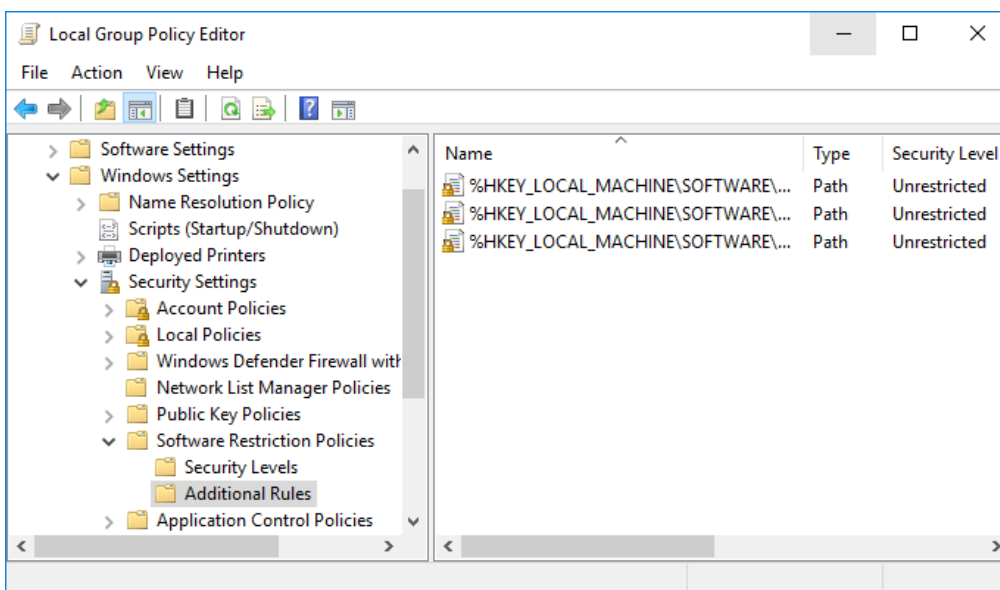 Local Group Policy Editor
File Action View Help
Software Settings
Windows Settings
Name Resolution Policy
Scripts (Startup/Shutdown)
Deployed Printers
Security Settings
Account Policies
Local Policies
Windows Defender Firewall with
Network List Manager Policies
Public Key Policies
Software Restriction Policies
Security Levels
Additional Rules
Application Control Policies
Name Type Security Level
%HKEY_LOCAL_MACHINE\SOFTWARE\... Path Unrestricted
%HKEY_LOCAL_MACHINE\SOFTWARE\... Path Unrestricted
%HKEY_LOCAL_MACHINE\SOFTWARE\... Path Unrestricted